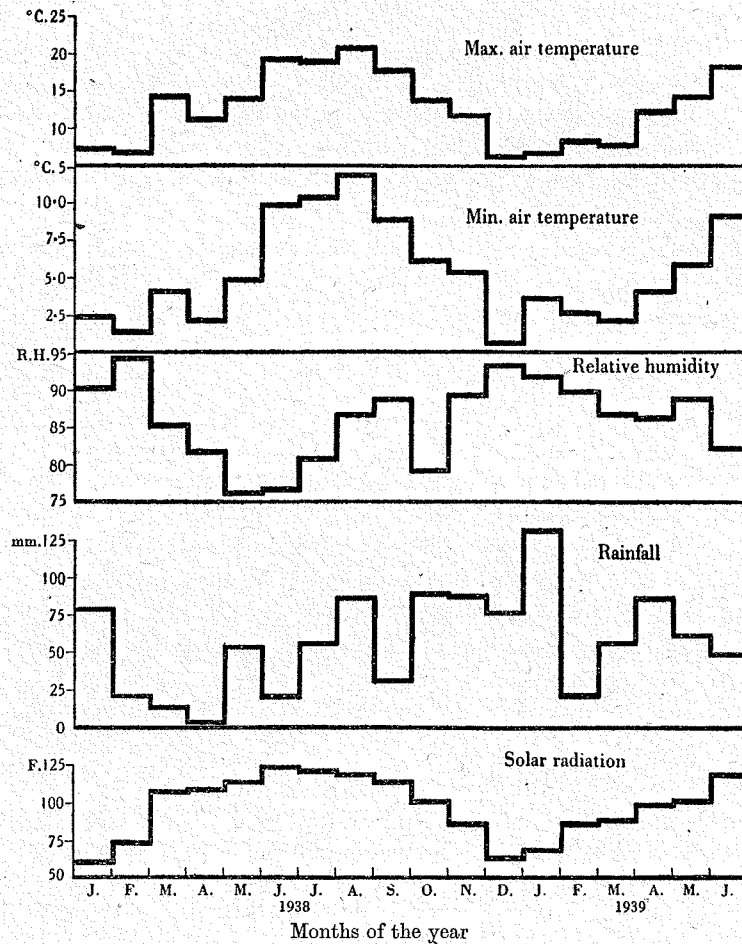 °C.25
20
15
10
Max. air temperature
°C. 5
10·0
7·5
5·0
2·5
Min. air temperature
R.H.95
90
85
80
75
Relative humidity
mm.125
100
75
50
25
0
Rainfall
F.125
100
75
50
Solar radiation
J. F. M. A. M. J. J. A. S. O. N. D. J. F. M. A. M. J.
1938 1939
Months of the year